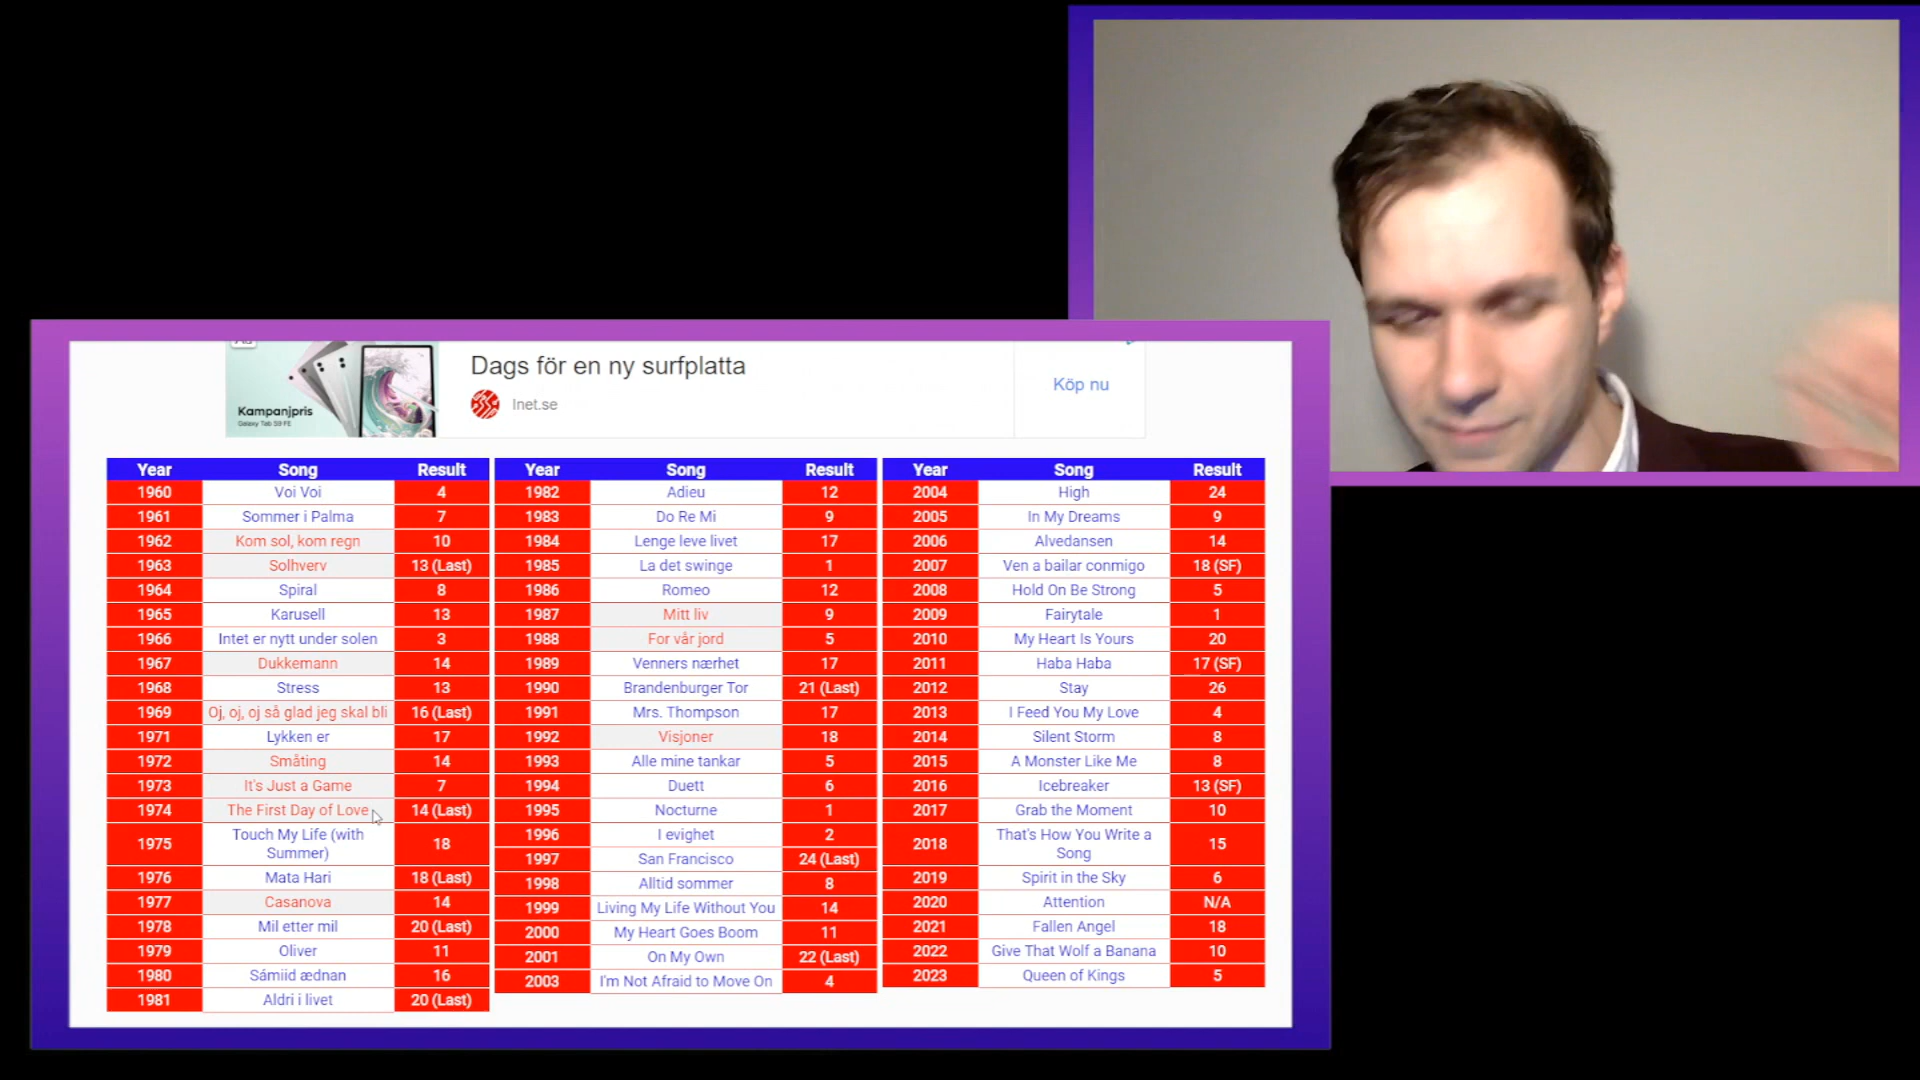 Dags för en ny surfplatta
Kampanjpris
Galaxy Tab S9 FE
Inet.se
Köp nu
Year Song Result
1960 Voi Voi 4
1961 Sommer i Palma 7
1962 Kom sol, kom regn 10
1963 Solhverv 13 (Last)
1964 Spiral 8
1965 Karusell 13
1966 Intet er nytt under solen 3
1967 Dukkemann 14
1968 Stress 13
1969 Oj, oj, oj så glad jeg skal bli 16 (Last)
1971 Lykken er 17
1972 Småting 14
1973 It's Just a Game 7
1974 The First Day of Love 14 (Last)
1975 Touch My Life (with
Summer) 18
1976 Mata Hari 18 (Last)
1977 Casanova 14
1978 Mil etter mil 20 (Last)
1979 Oliver 11
1980 Sámiid ædnan 16
1981 Aldri i livet 20 (Last)
Year Song Result
1982 Adieu 12
1983 Do Re Mi 9
1984 Lenge leve livet 17
1985 La det swinge 1
1986 Romeo 12
1987 Mitt liv 9
1988 For vår jord 5
1989 Venners nærhet 17
1990 Brandenburger Tor 21 (Last)
1991 Mrs. Thompson 17
1992 Visjoner 18
1993 Alle mine tankar 5
1994 Duett 6
1995 Nocturne 1
1996 I evighet 2
1997 San Francisco 24 (Last)
1998 Alltid sommer 8
1999 Living My Life Without You 14
2000 My Heart Goes Boom 11
2001 On My Own 22 (Last)
2003 I'm Not Afraid to Move On 4
Year Song Result
2004 High 24
2005 In My Dreams 9
2006 Alvedansen 14
2007 Ven a bailar conmigo 18 (SF)
2008 Hold On Be Strong 5
2009 Fairytale 1
2010 My Heart Is Yours 20
2011 Haba Haba 17 (SF)
2012 Stay 26
2013 I Feed You My Love 4
2014 Silent Storm 8
2015 A Monster Like Me 8
2016 Icebreaker 13 (SF)
2017 Grab the Moment 10
2018 That's How You Write a
Song 15
2019 Spirit in the Sky 6
2020 Attention N/A
2021 Fallen Angel 18
2022 Give That Wolf a Banana 10
2023 Queen of Kings 5